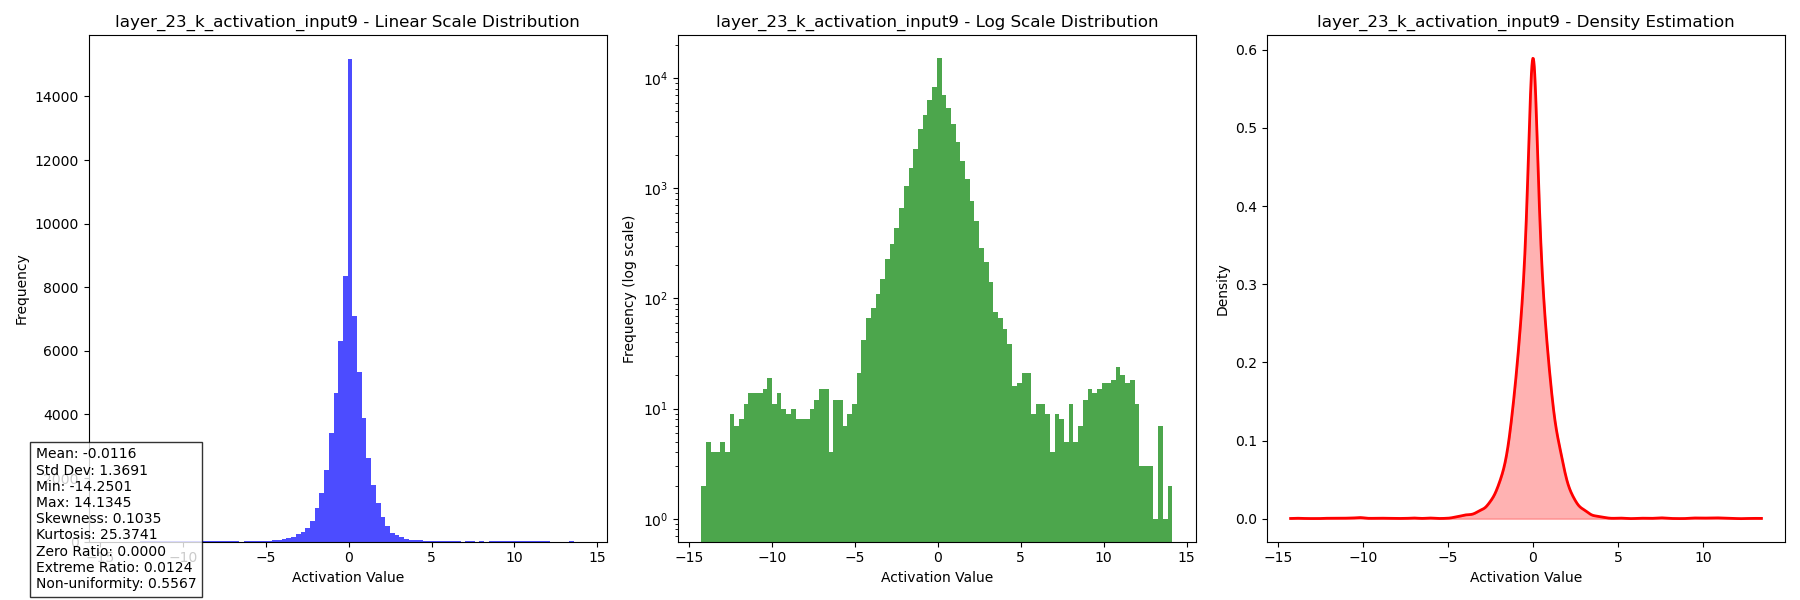 layer_23_k_activation_input9 - Linear Scale Distribution
Frequency
14000
12000
10000
8000
6000
4000
−5
0
5
10
15
Activation Value
Mean: -0.0116
Std Dev: 1.3691
Min: -14.2501
Max: 14.1345
Skewness: 0.1035
Kurtosis: 25.3741
Zero Ratio: 0.0000
Extreme Ratio: 0.0124
Non-uniformity: 0.5567
layer_23_k_activation_input9 - Log Scale Distribution
Frequency (log scale)
10⁴
10³
10²
10¹
10⁰
−15
−10
−5
0
5
10
15
Activation Value
layer_23_k_activation_input9 - Density Estimation
Density
0.6
0.5
0.4
0.3
0.2
0.1
0.0
−15
−10
−5
0
5
10
Activation Value